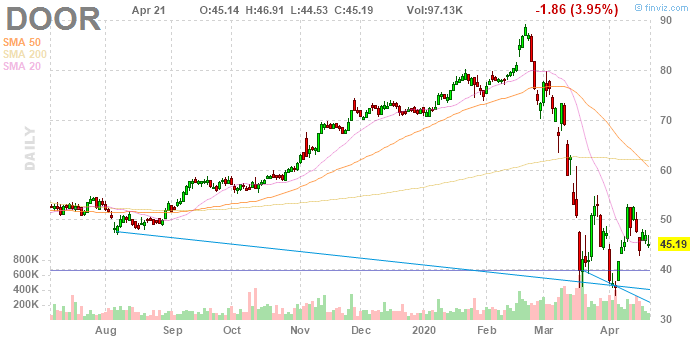 DOOR
Apr 21 O:45.14 H:46.91 L:44.53 C:45.19 Vol:97.13K -1.86 (3.95%)
© finviz.com
SMA 50
SMA 200
SMA 20
DAILY
90
80
70
60
50
45.19
40
30
800K
600K
400K
200K
Aug Sep Oct Nov Dec 2020 Feb Mar Apr